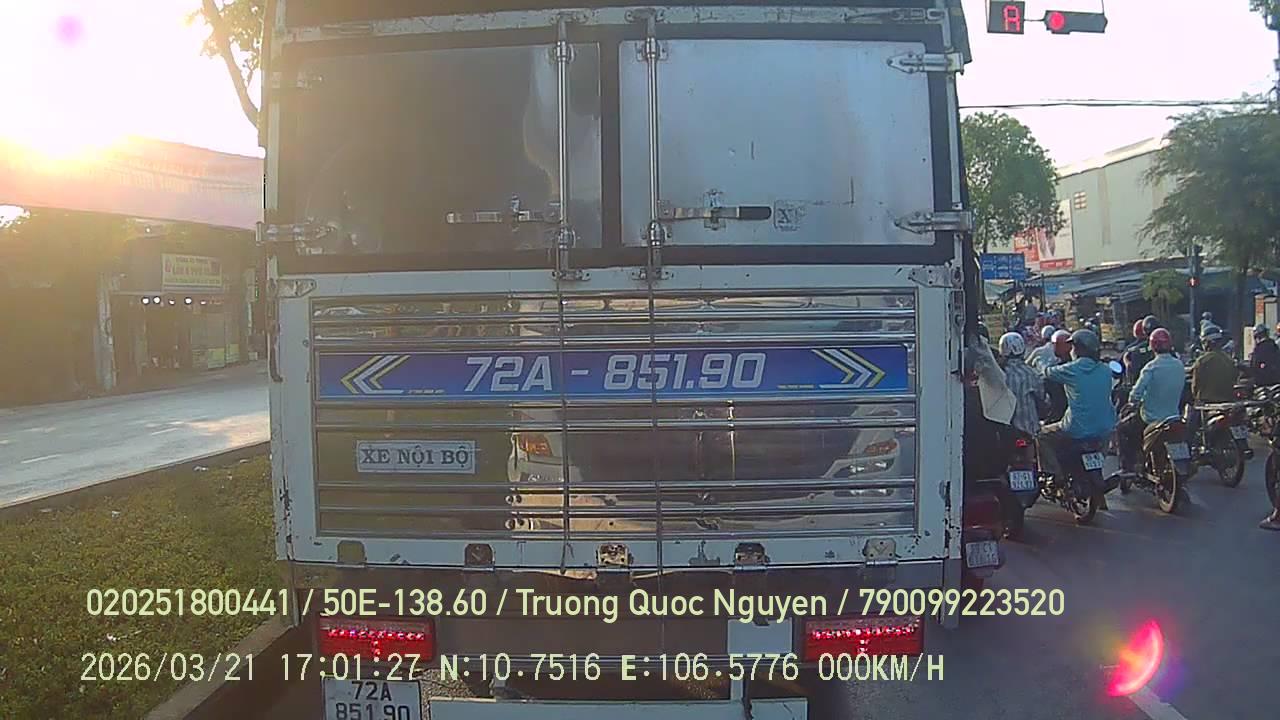 72A - 851.90
XE NỘI BỘ
020251800441 / 50E-138.60 / Truong Quoc Nguyen / 790099223520
2026/03/21 17:01:27 N:10.7516 E:106.5776 000KM/H
72A
851.90